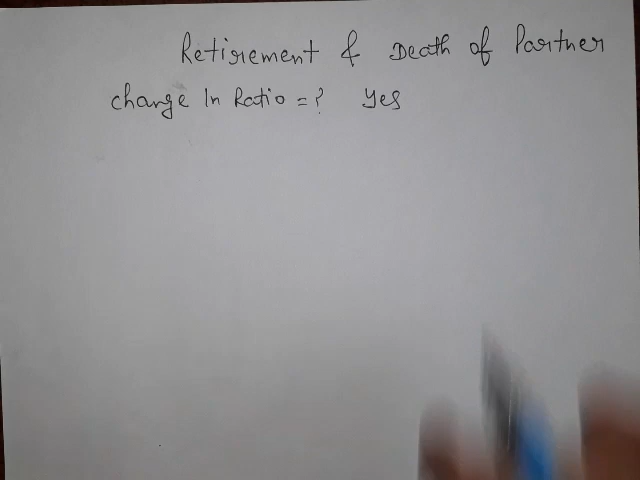 Retirement & Death of Partner
change In Ratio = ? Yes